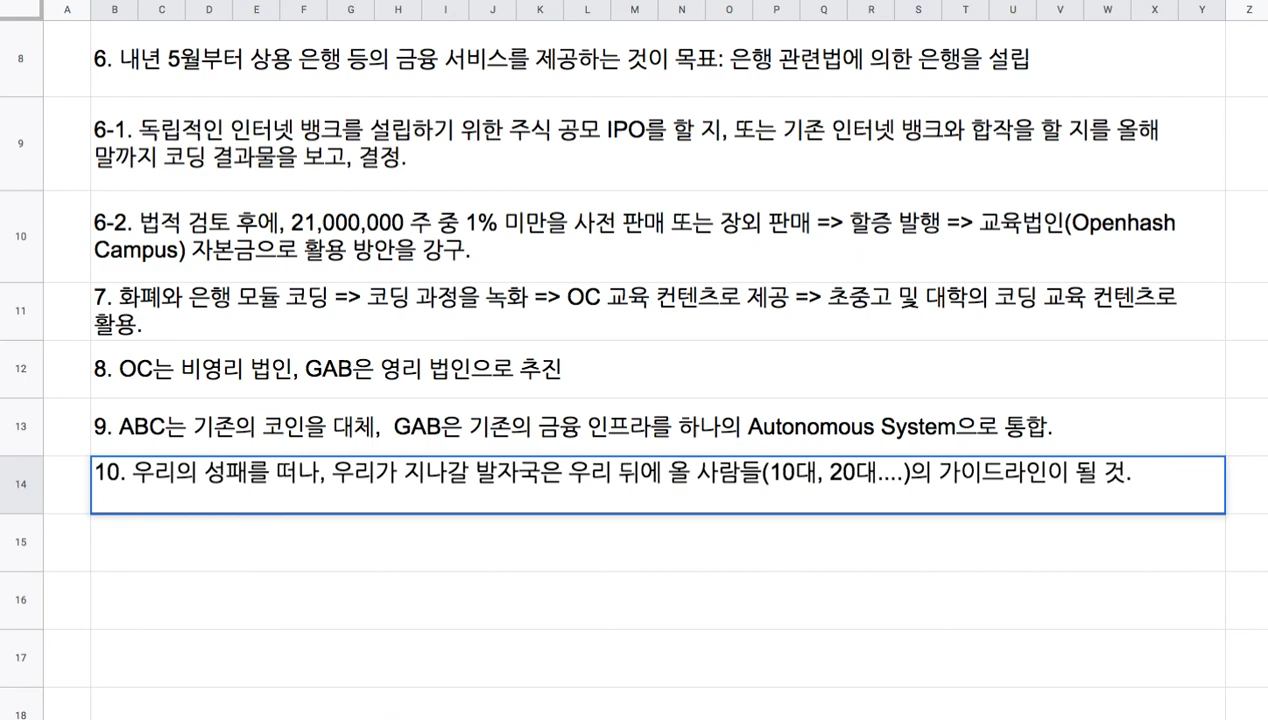 A B C D E F G H I J K L M N O P Q R S T U V W X Y Z
8 6. 내년 5월부터 상용 은행 등의 금융 서비스를 제공하는 것이 목표: 은행 관련법에 의한 은행을 설립
9 6-1. 독립적인 인터넷 뱅크를 설립하기 위한 주식 공모 IPO를 할 지, 또는 기존 인터넷 뱅크와 합작을 할 지를 올해
말까지 코딩 결과물을 보고, 결정.
10 6-2. 법적 검토 후에, 21,000,000 주 중 1% 미만을 사전 판매 또는 장외 판매 => 할증 발행 => 교육법인(Openhash
Campus) 자본금으로 활용 방안을 강구.
11 7. 화폐와 은행 모듈 코딩 => 코딩 과정을 녹화 => OC 교육 컨텐츠로 제공 => 초중고 및 대학의 코딩 교육 컨텐츠로
활용.
12 8. OC는 비영리 법인, GAB은 영리 법인으로 추진
13 9. ABC는 기존의 코인을 대체,  GAB은 기존의 금융 인프라를 하나의 Autonomous System으로 통합.
14 10. 우리의 성패를 떠나, 우리가 지나갈 발자국은 우리 뒤에 올 사람들(10대, 20대....)의 가이드라인이 될 것.
15
16
17
18